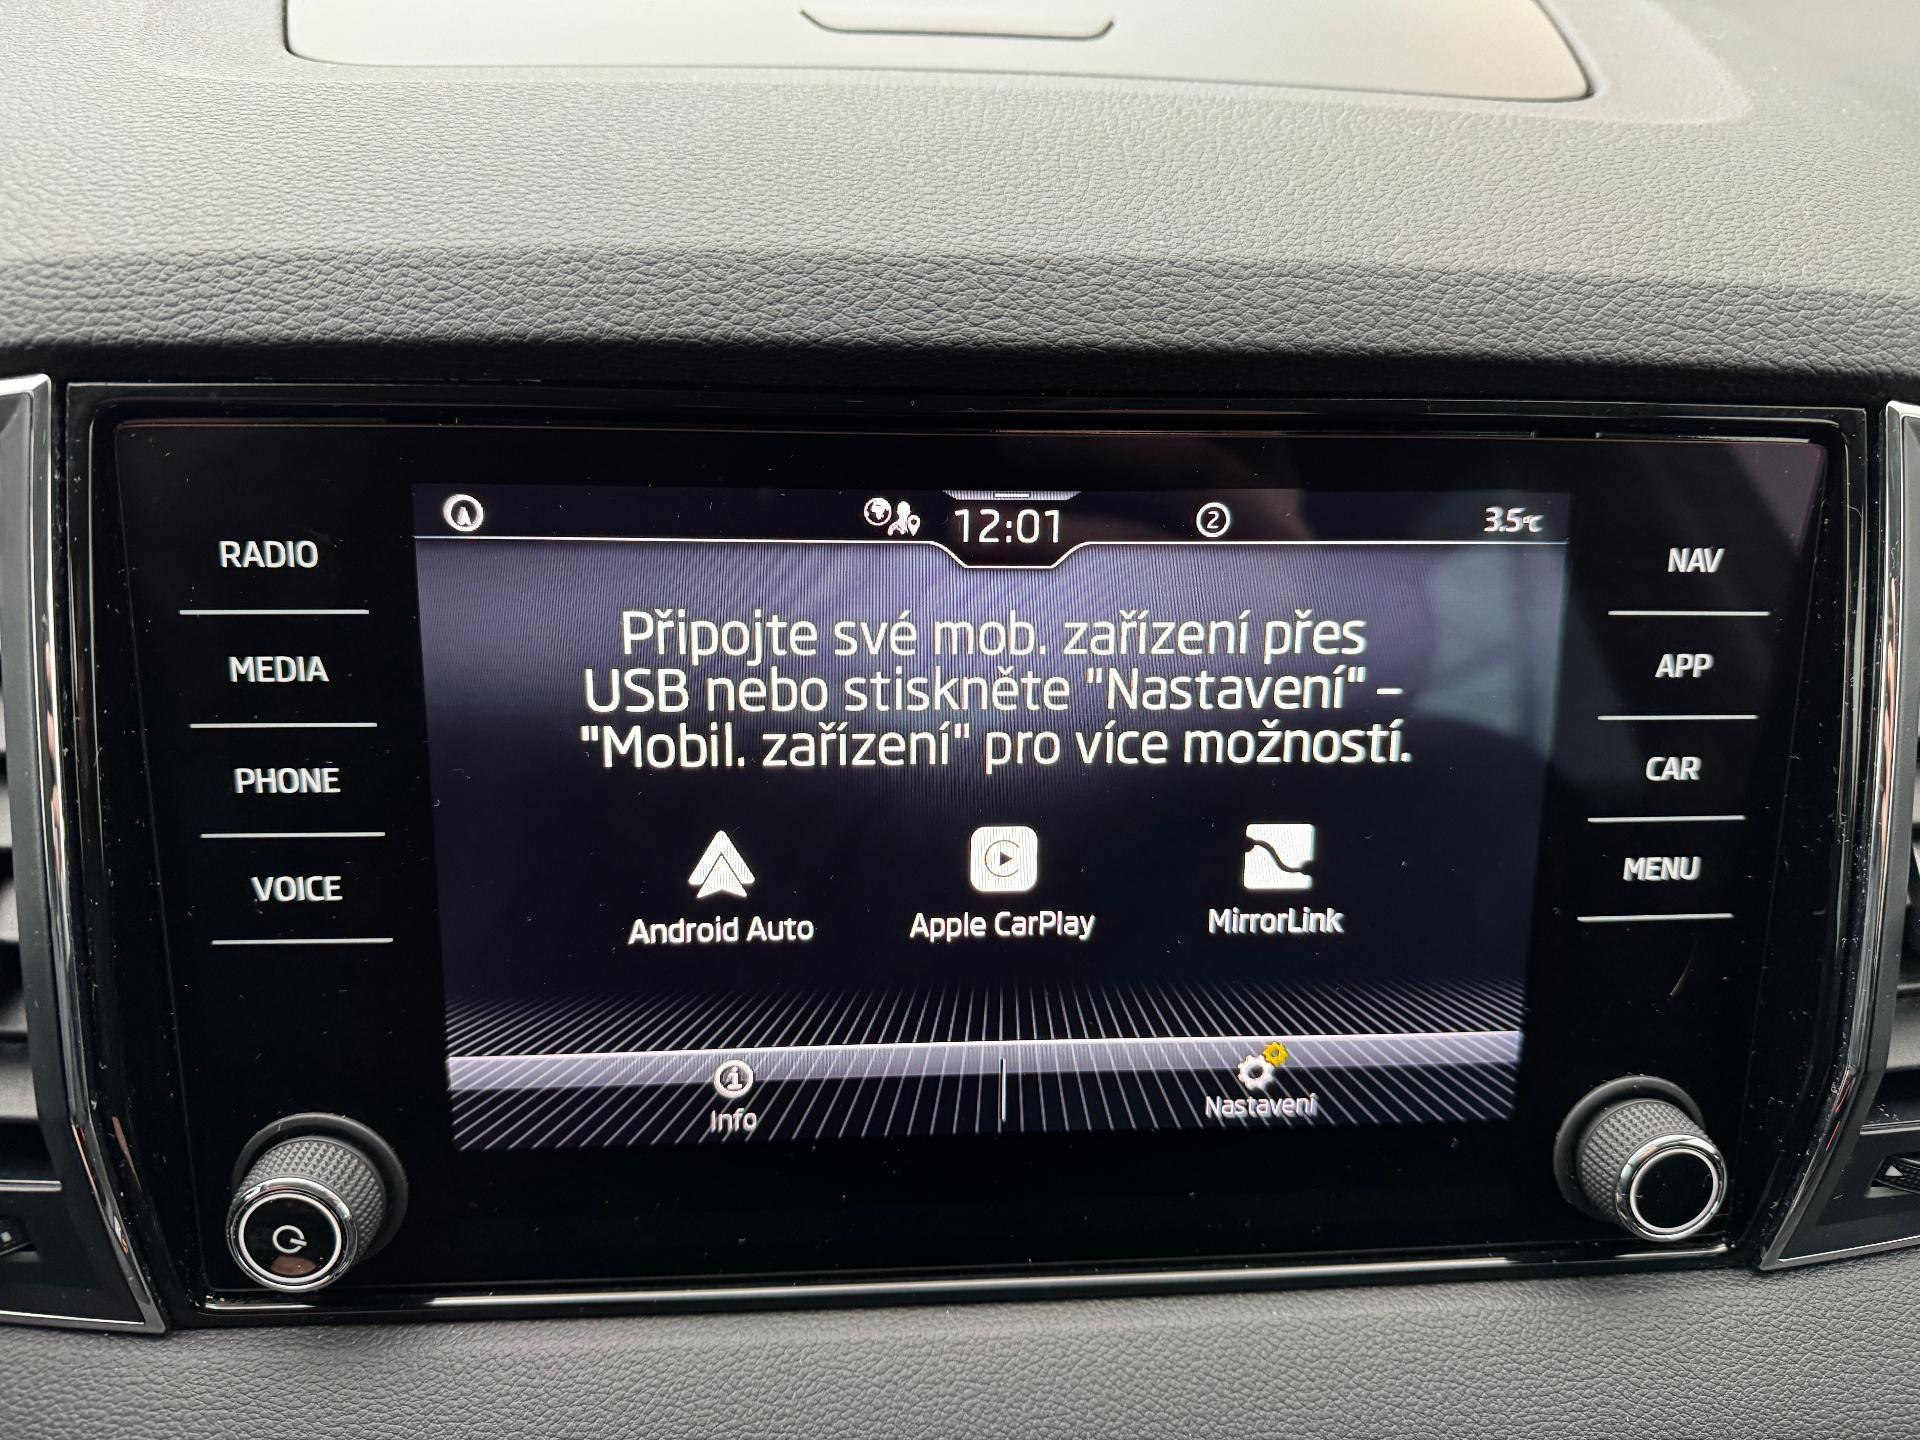 12:01
2
3.5°C
RADIO
MEDIA
PHONE
VOICE
Připojte své mob. zařízení přes
USB nebo stiskněte "Nastavení" –
"Mobil. zařízení" pro více možností.
Android Auto
Apple CarPlay
MirrorLink
Info
Nastavení
NAV
APP
CAR
MENU